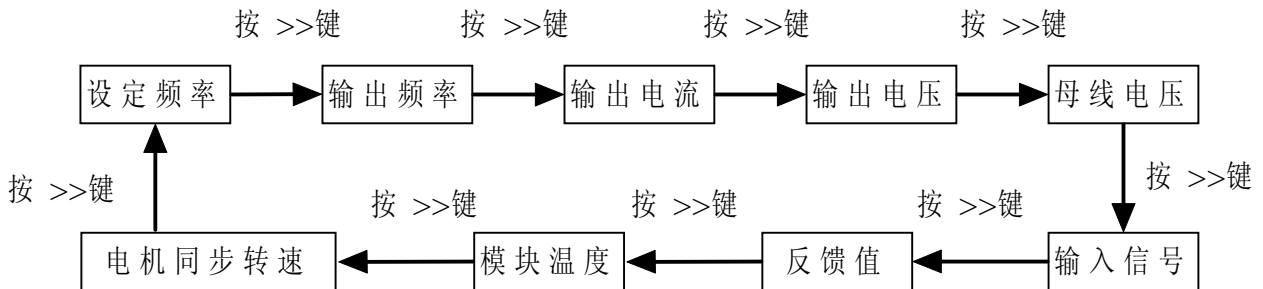 按 >>键 按 >>键 按 >>键 按 >>键
设定频率 输出频率 输出电流 输出电压 母线电压
按 >>键 按 >>键
按 >>键 按 >>键 按 >>键
电机同步转速 模块温度 反馈值 输入信号